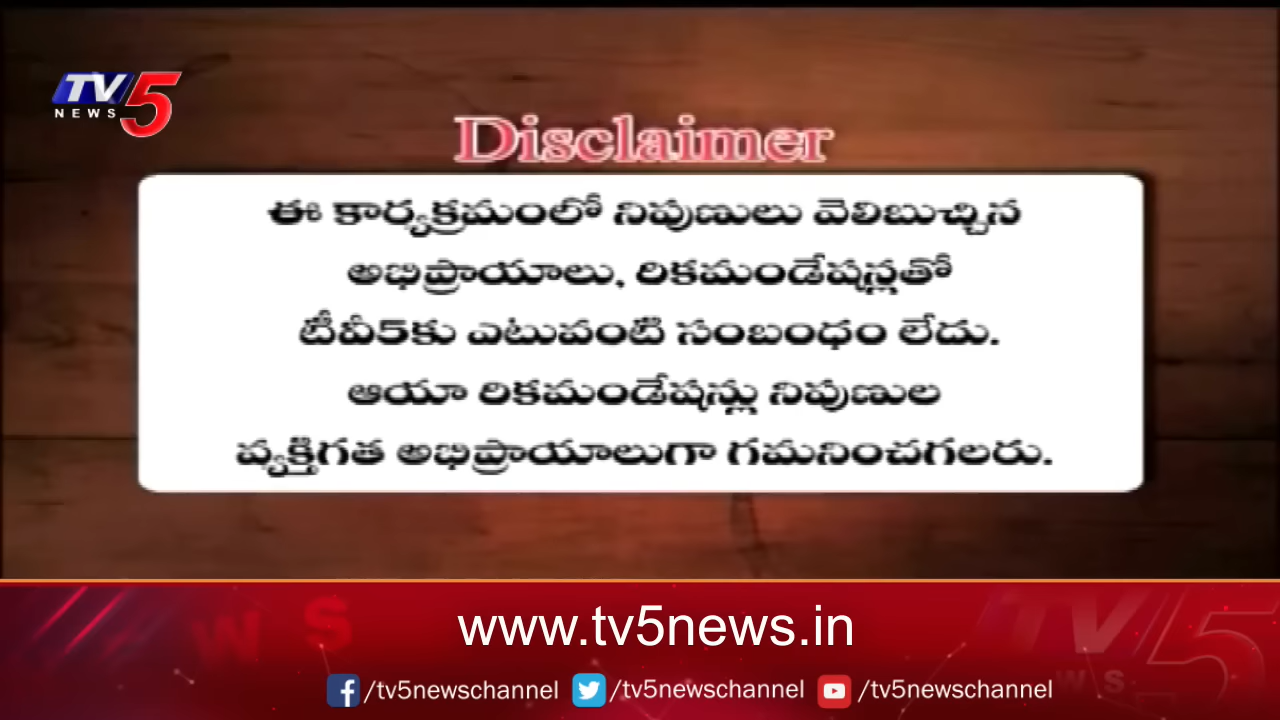 TV5
NEWS
Disclaimer
ఈ కార్యక్రమంలో నిపుణులు వెలిబుచ్చిన
అభిప్రాయాలు, రికమండేషన్లతో
టీవీ5కు ఎటువంటి సంబంధం లేదు.
ఆయా రికమండేషన్లు నిపుణుల
వ్యక్తిగత అభిప్రాయాలుగా గమనించగలరు.
www.tv5news.in
/tv5newschannel /tv5newschannel /tv5newschannel
W S
TV5
W S